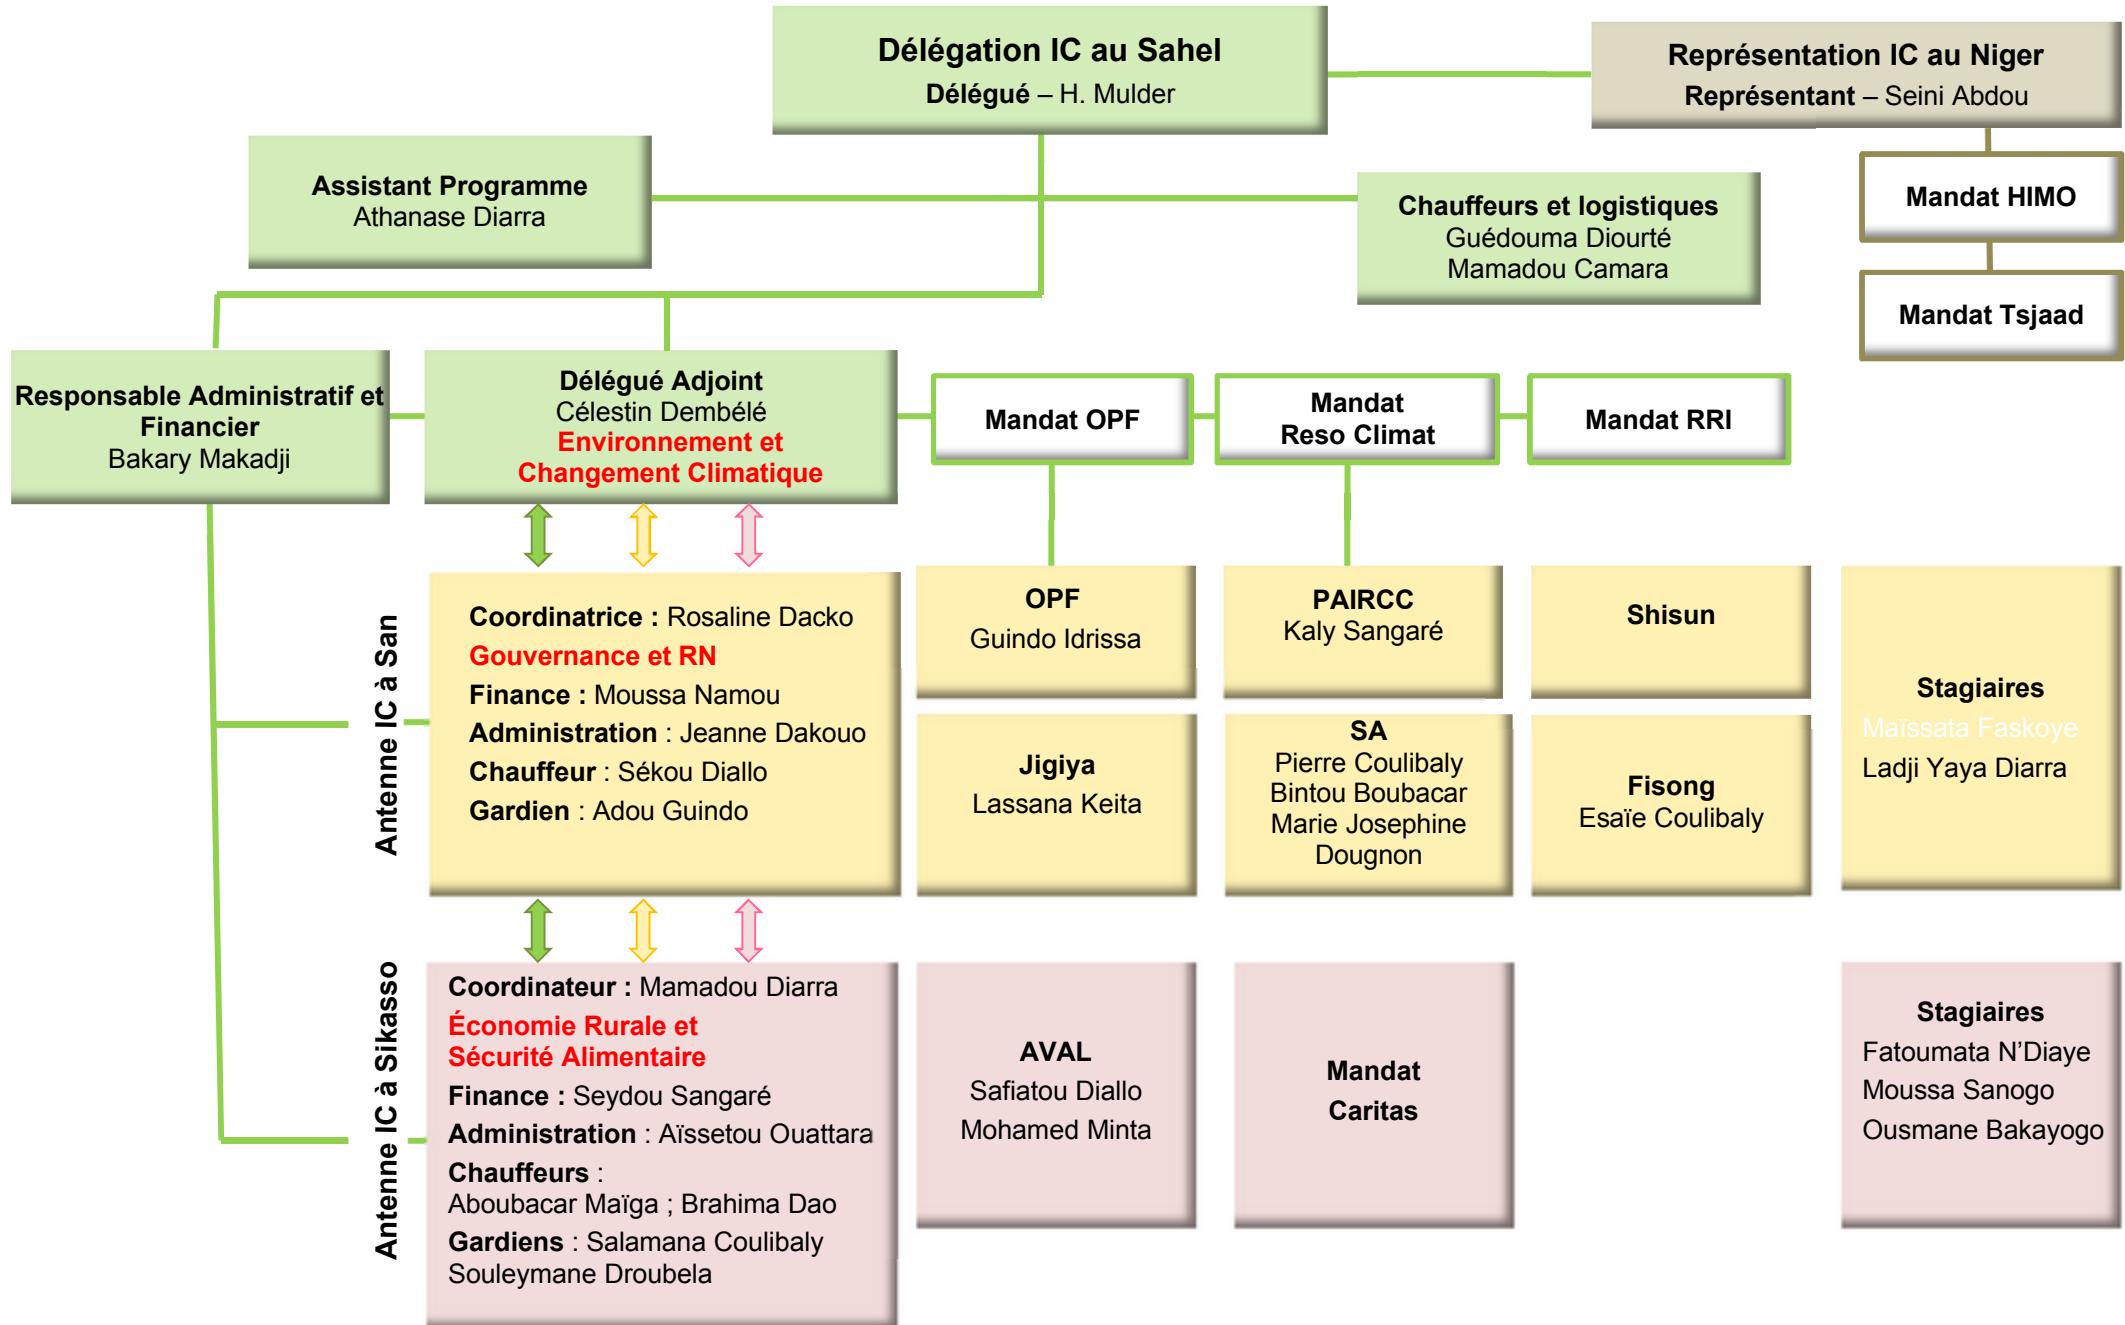 Délégation IC au Sahel
Délégué – H. Mulder
Représentation IC au Niger
Représentant – Seini Abdou
Assistant Programme
Athanase Diarra
Chauffeurs et logistiques
Guédouma Diourté
Mamadou Camara
Mandat HIMO
Mandat Tsjaad
Responsable Administratif et
Financier
Bakary Makadji
Délégué Adjoint
Célestin Dembélé
Environnement et
Changement Climatique
Mandat OPF
Mandat
Reso Climat
Mandat RRI
Antenne IC à San
Coordinatrice : Rosaline Dacko
Gouvernance et RN
Finance : Moussa Namou
Administration : Jeanne Dakouo
Chauffeur : Sékou Diallo
Gardien : Adou Guindo
OPF
Guindo Idrissa
PAIRCC
Kaly Sangaré
Shisun
Jigiya
Lassana Keita
SA
Pierre Coulibaly
Bintou Boubacar
Marie Josephine
Dougnon
Fisong
Esaïe Coulibaly
Stagiaires
Maïssata Faskoye
Ladji Yaya Diarra
Antenne IC à Sikasso
Coordinateur : Mamadou Diarra
Économie Rurale et
Sécurité Alimentaire
Finance : Seydou Sangaré
Administration : Aïssetou Ouattara
Chauffeurs :
Aboubacar Maïga ; Brahima Dao
Gardiens : Salamana Coulibaly
Souleymane Droubela
AVAL
Safiatou Diallo
Mohamed Minta
Mandat
Caritas
Stagiaires
Fatoumata N’Diaye
Moussa Sanogo
Ousmane Bakayogo